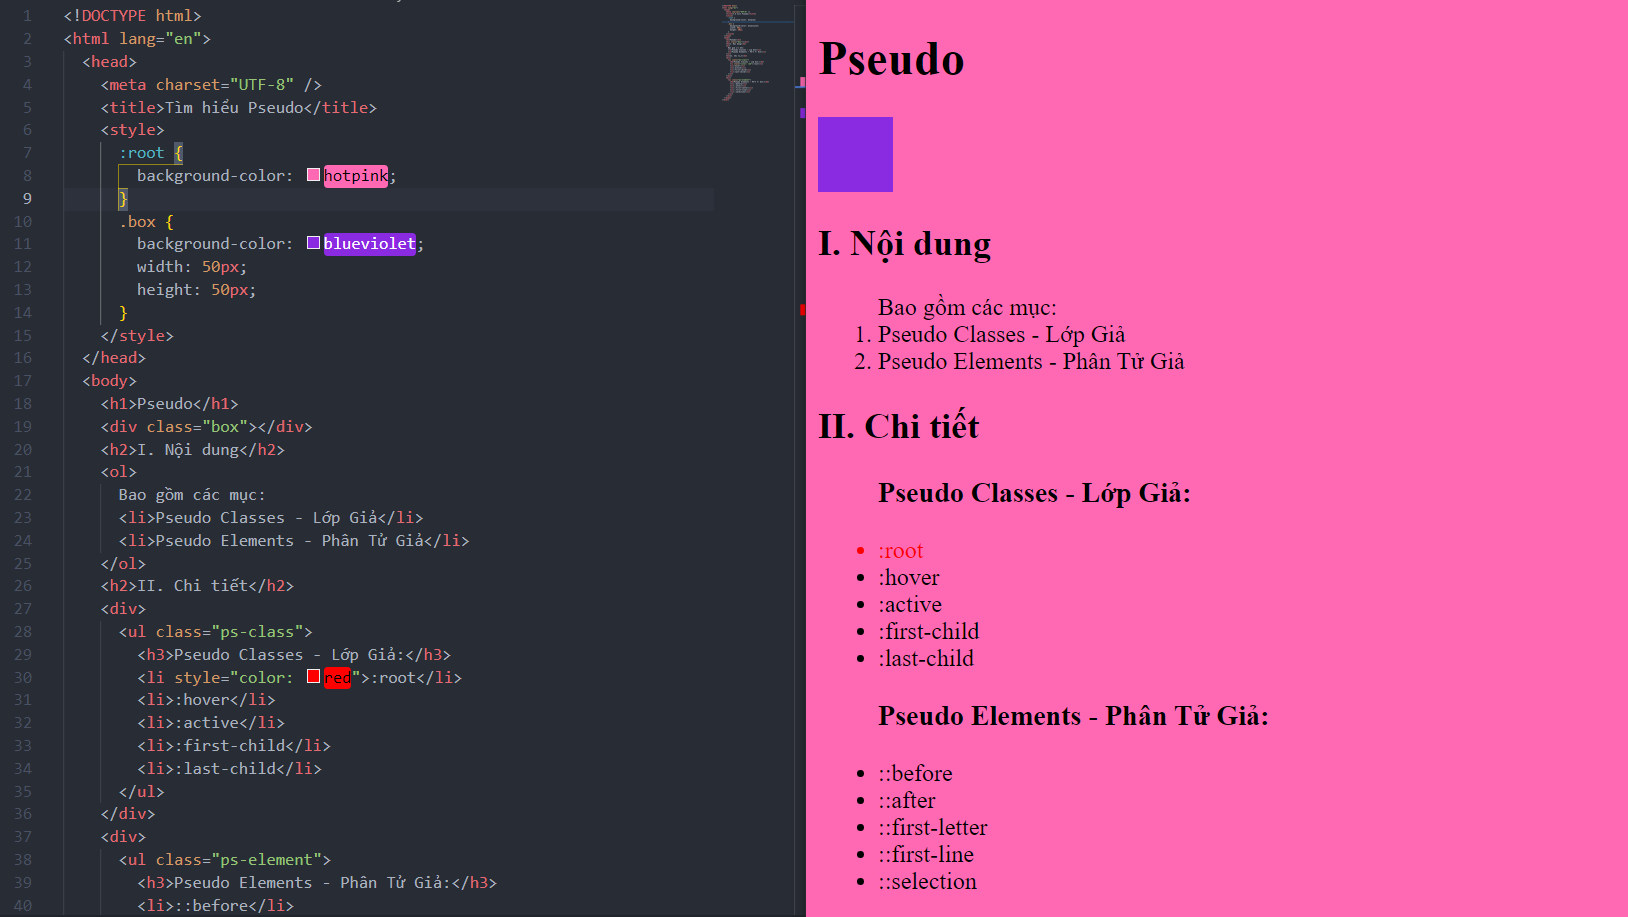 1 <!DOCTYPE html>
2 <html lang="en">
3 <head>
4 <meta charset="UTF-8" />
5 <title>Tìm hiểu Pseudo</title>
6 <style>
7 :root {
8 background-color: hotpink;
9 }
10 .box {
11 background-color: blueviolet;
12 width: 50px;
13 height: 50px;
14 }
15 </style>
16 </head>
17 <body>
18 <h1>Pseudo</h1>
19 <div class="box"></div>
20 <h2>I. Nội dung</h2>
21 <ol>
22 Bao gồm các mục:
23 <li>Pseudo Classes - Lớp Giả</li>
24 <li>Pseudo Elements - Phân Tử Giả</li>
25 </ol>
26 <h2>II. Chi tiết</h2>
27 <div>
28 <ul class="ps-class">
29 <h3>Pseudo Classes - Lớp Giả:</h3>
30 <li style="color: red">:root</li>
31 <li>:hover</li>
32 <li>:active</li>
33 <li>:first-child</li>
34 <li>:last-child</li>
35 </ul>
36 </div>
37 <div>
38 <ul class="ps-element">
39 <h3>Pseudo Elements - Phân Tử Giả:</h3>
40 <li>::before</li>
Pseudo
I. Nội dung
Bao gồm các mục:
1. Pseudo Classes - Lớp Giả
2. Pseudo Elements - Phân Tử Giả
II. Chi tiết
Pseudo Classes - Lớp Giả:
• :root
• :hover
• :active
• :first-child
• :last-child
Pseudo Elements - Phân Tử Giả:
• ::before
• ::after
• ::first-letter
• ::first-line
• ::selection